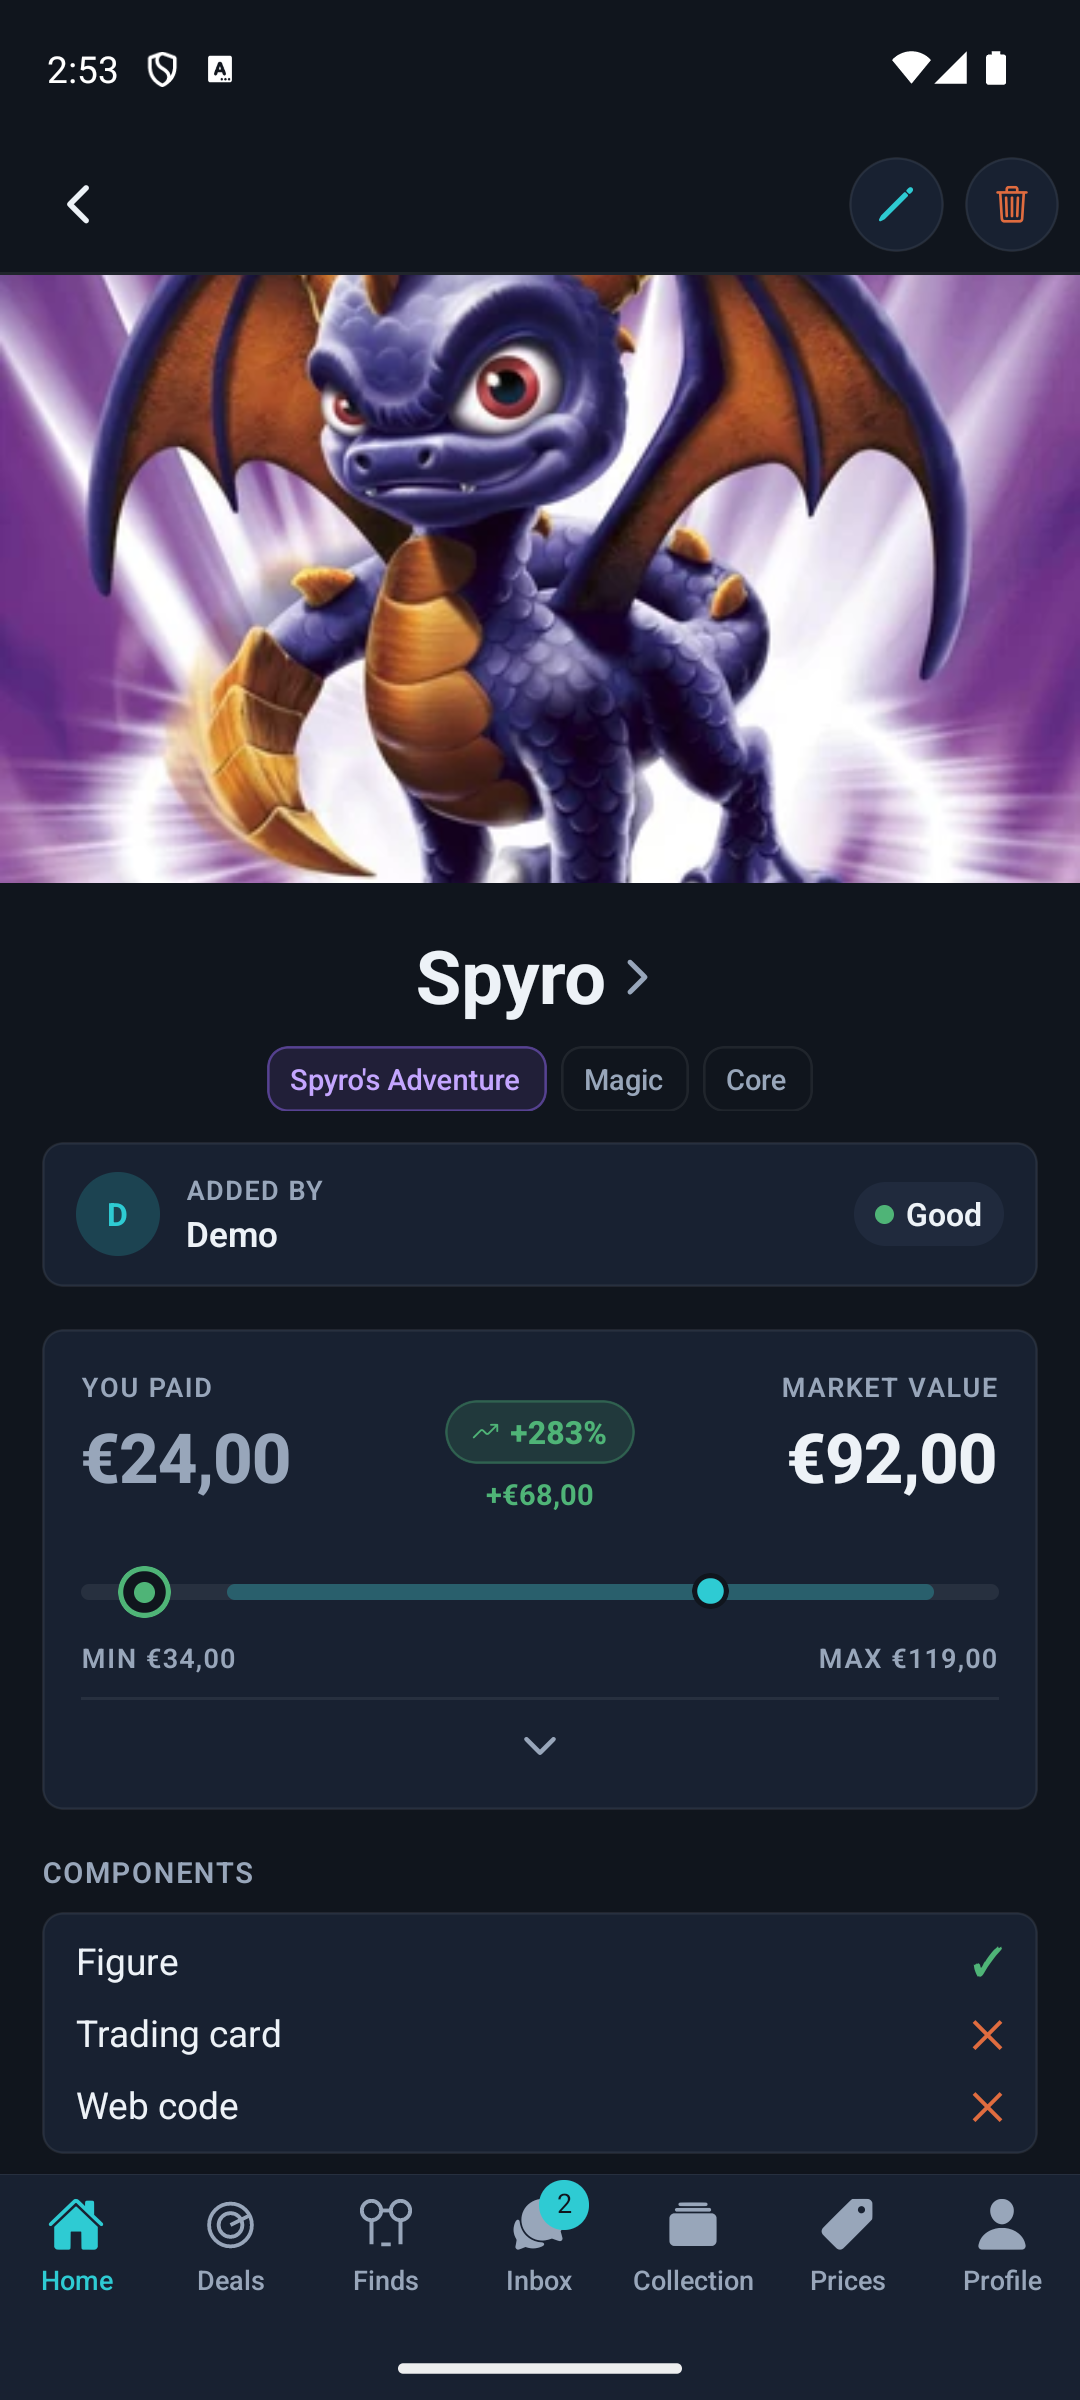 2:53
A
Spyro
Spyro's Adventure Magic Core
D
ADDED BY
Demo
Good
YOU PAID
€24,00
+283%
+€68,00
MARKET VALUE
€92,00
MIN €34,00 MAX €119,00
COMPONENTS
Figure ✓
Trading card
Web code
2
Home Deals Finds Inbox Collection Prices Profile